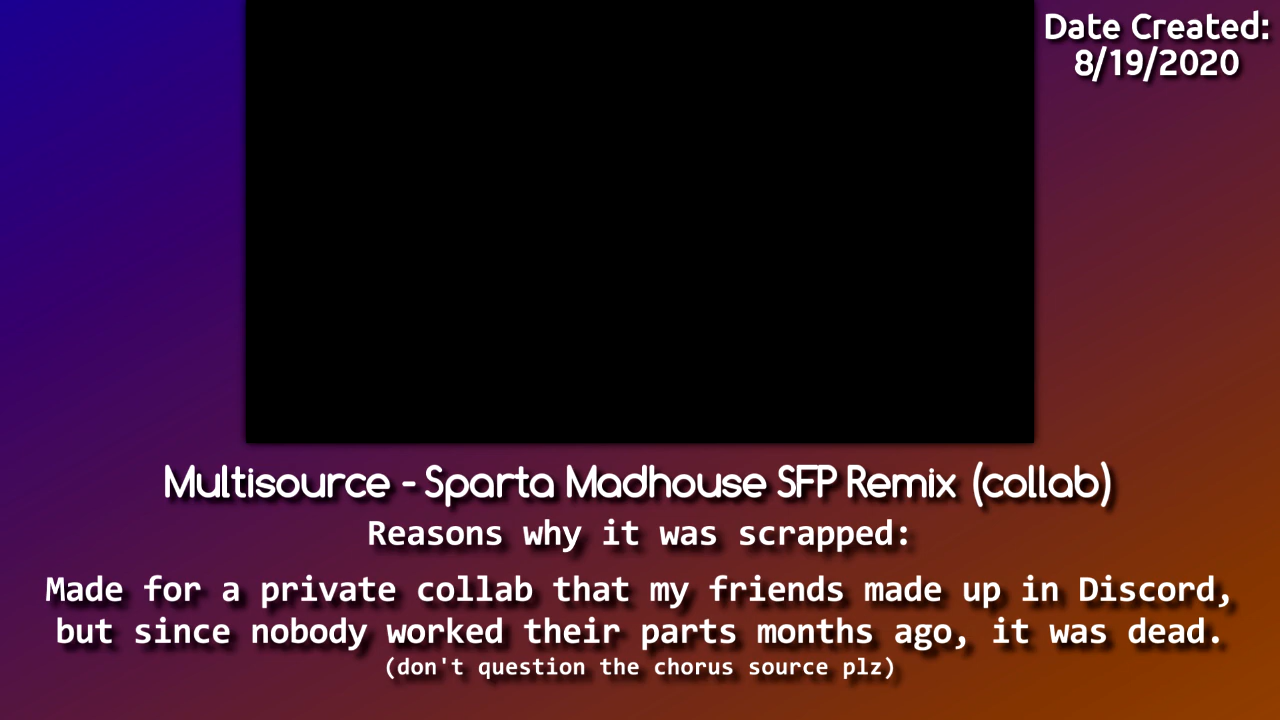 Date Created:
8/19/2020
Multisource - Sparta Madhouse SFP Remix (collab)
Reasons why it was scrapped:
Made for a private collab that my friends made up in Discord,
but since nobody worked their parts months ago, it was dead.
(don't question the chorus source plz)